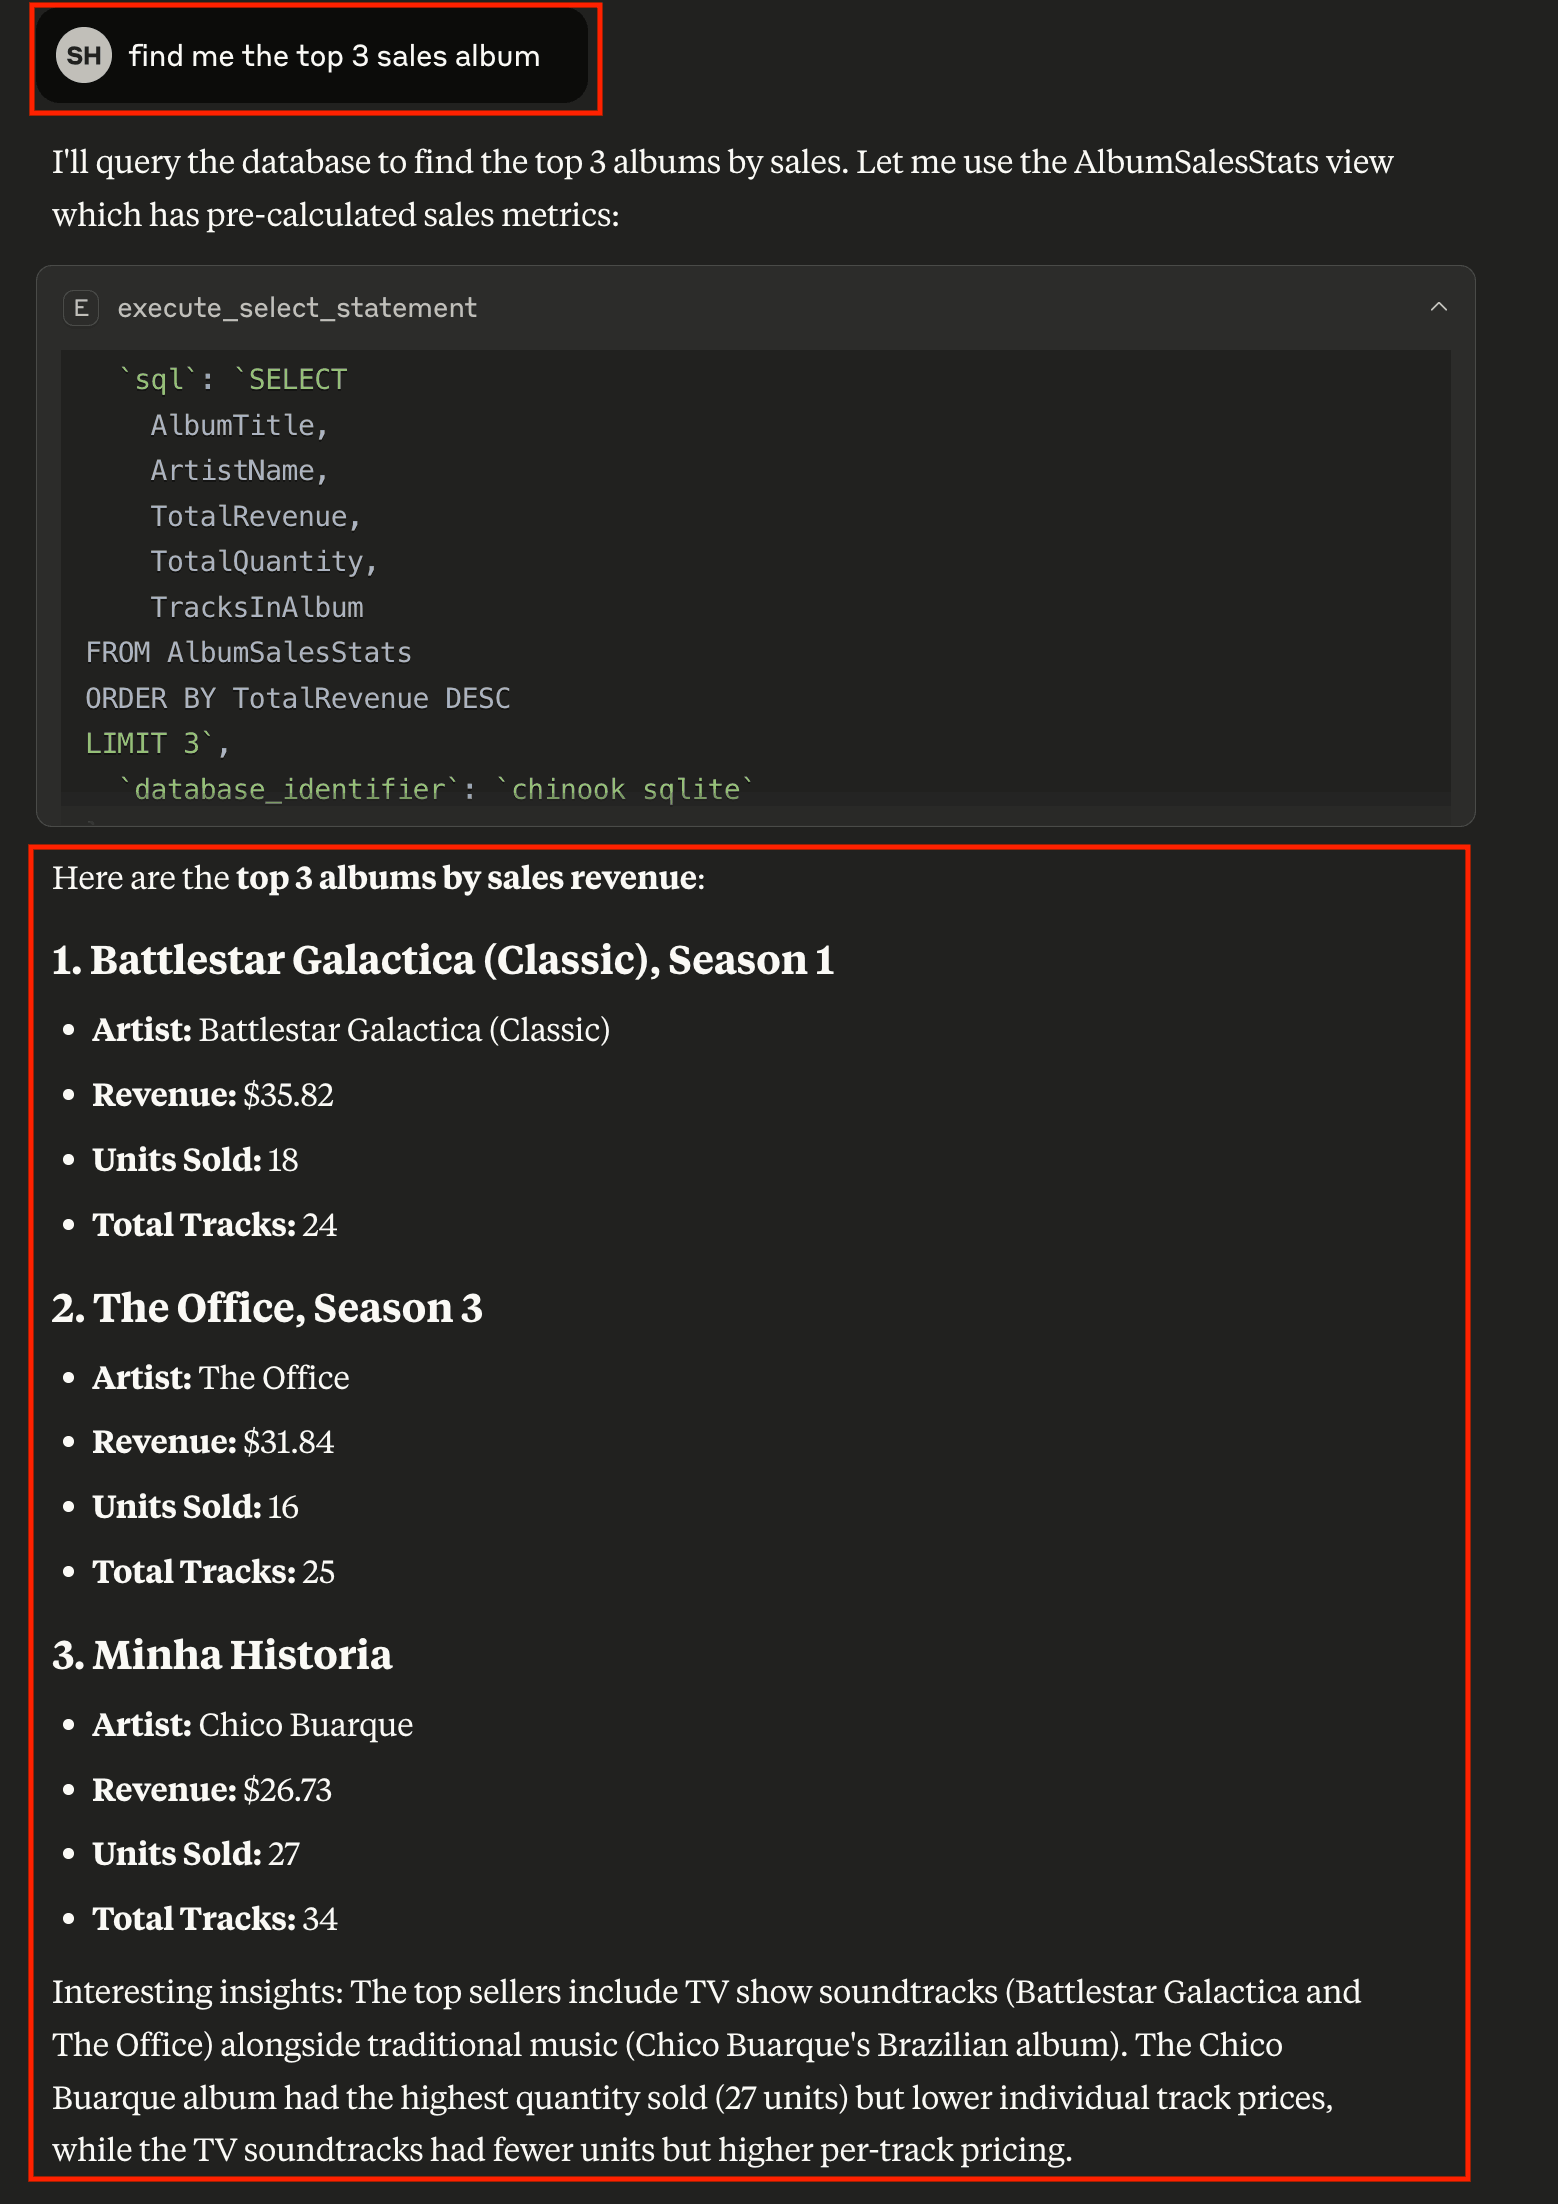 SH find me the top 3 sales album
I'll query the database to find the top 3 albums by sales. Let me use the AlbumSalesStats view
which has pre-calculated sales metrics:
E execute_select_statement
`sql`: `SELECT
AlbumTitle,
ArtistName,
TotalRevenue,
TotalQuantity,
TracksInAlbum
FROM AlbumSalesStats
ORDER BY TotalRevenue DESC
LIMIT 3`,
`database_identifier`: `chinook sqlite`
Here are the top 3 albums by sales revenue:
1. Battlestar Galactica (Classic), Season 1
• Artist: Battlestar Galactica (Classic)
• Revenue: $35.82
• Units Sold: 18
• Total Tracks: 24
2. The Office, Season 3
• Artist: The Office
• Revenue: $31.84
• Units Sold: 16
• Total Tracks: 25
3. Minha Historia
• Artist: Chico Buarque
• Revenue: $26.73
• Units Sold: 27
• Total Tracks: 34
Interesting insights: The top sellers include TV show soundtracks (Battlestar Galactica and
The Office) alongside traditional music (Chico Buarque's Brazilian album). The Chico
Buarque album had the highest quantity sold (27 units) but lower individual track prices,
while the TV soundtracks had fewer units but higher per-track pricing.